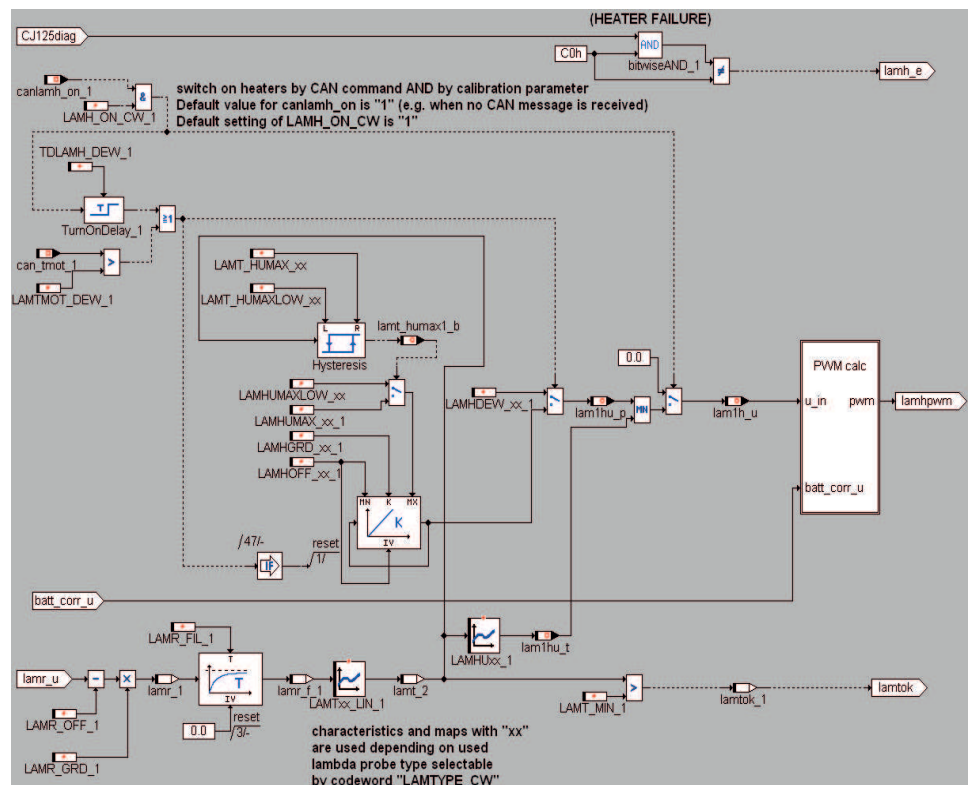 (HEATER FAILURE)
CJ125diag
AND
C0h
bitwiseAND_1
≠
lamh_e
canlamh_on_1
&
LAMH_ON_CW_1
switch on heaters by CAN command AND by calibration parameter
Default value for canlamh_on is "1" (e.g. when no CAN message is received)
Default setting of LAMH_ON_CW is "1"
TDLAMH_DEW_1
T
TurnOnDelay_1
≥1
can_tmot_1
>
LAMTMOT_DEW_1
LAMT_HUMAX_xx
LAMT_HUMAXLOW_xx
L R
lamt_humax1_b
Hysteresis
LAMHUMAXLOW_xx
LAMHUMAX_xx_1
LAMHGRD_xx_1
LAMHOFF_xx_1
MN K MX
K
IV
LAMHDEW_xx_1
lam1hu_p
0.0
MN
lam1h_u
PWM calc
u_in pwm
batt_corr_u
lamhpwm
/47/-
IF
reset
1/
batt_corr_u
LAMR_FIL_1
LAMHUxx_1
lam1hu_t
lamr_u
-
×
lamr_1
T
T
IV
lamr_f_1
LAMTxx_LIN_1
lamt_2
LAMT_MIN_1
>
lamtok_1
lamtok
LAMR_OFF_1
0.0
reset
/3/-
LAMR_GRD_1
characteristics and maps with "xx"
are used depending on used
lambda probe type selectable
by codeword "LAMTYPE_CW"